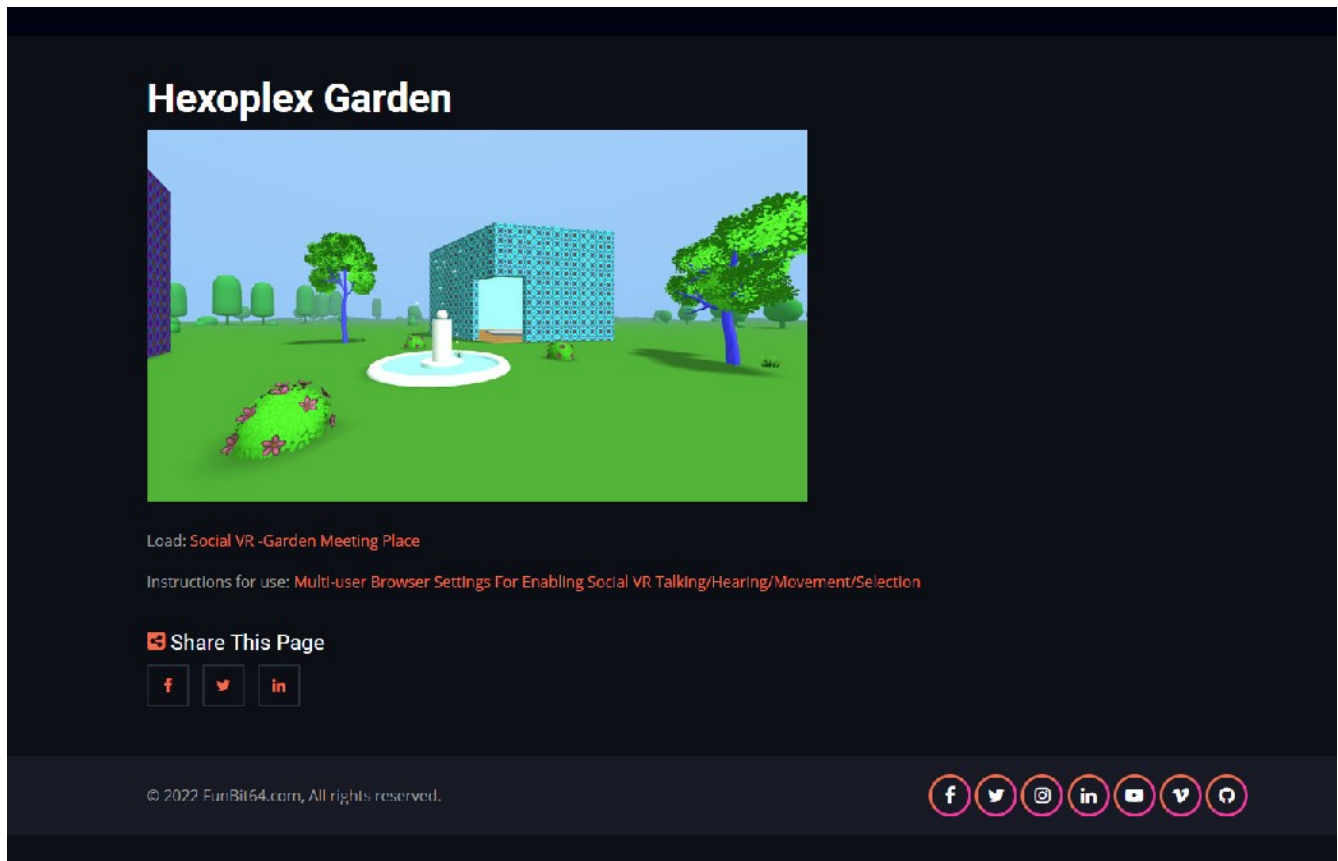 Hexoplex Garden
Load: Social VR -Garden Meeting Place
Instructions for use: Multi-user Browser Settings For Enabling Social VR Talking/Hearing/Movement/Selection
Share This Page
© 2022 FunBit64.com, All rights reserved.